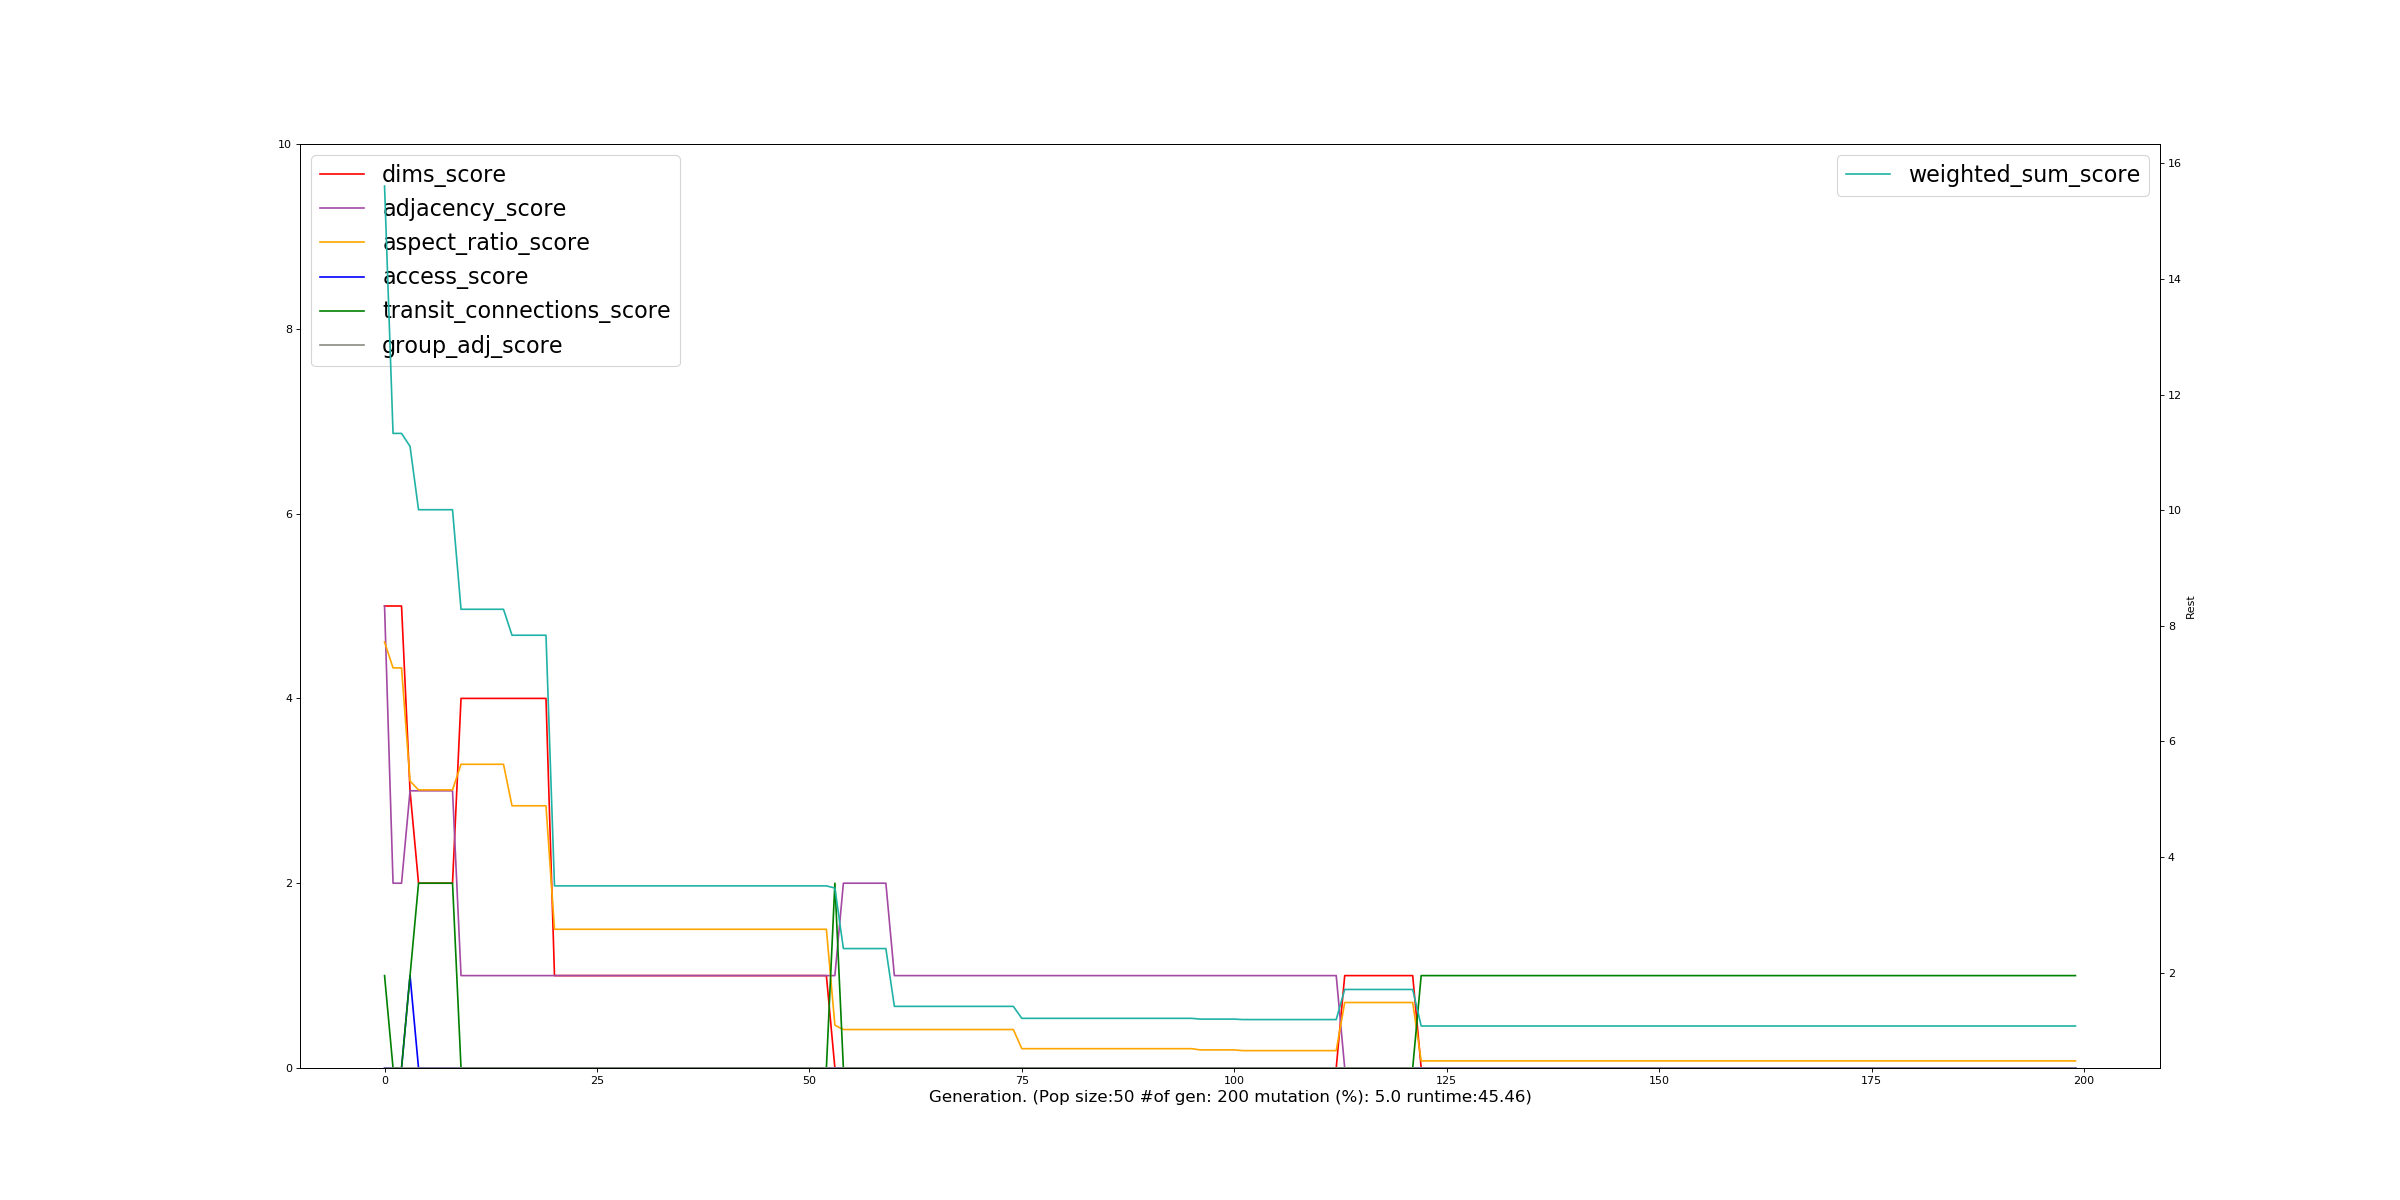 10
8
6
4
2
0
dims_score
adjacency_score
aspect_ratio_score
access_score
transit_connections_score
group_adj_score
weighted_sum_score
16
14
12
10
8
6
4
2
Rest
0 25 50 75 100 125 150 175 200
Generation. (Pop size:50 #of gen: 200 mutation (%): 5.0 runtime:45.46)